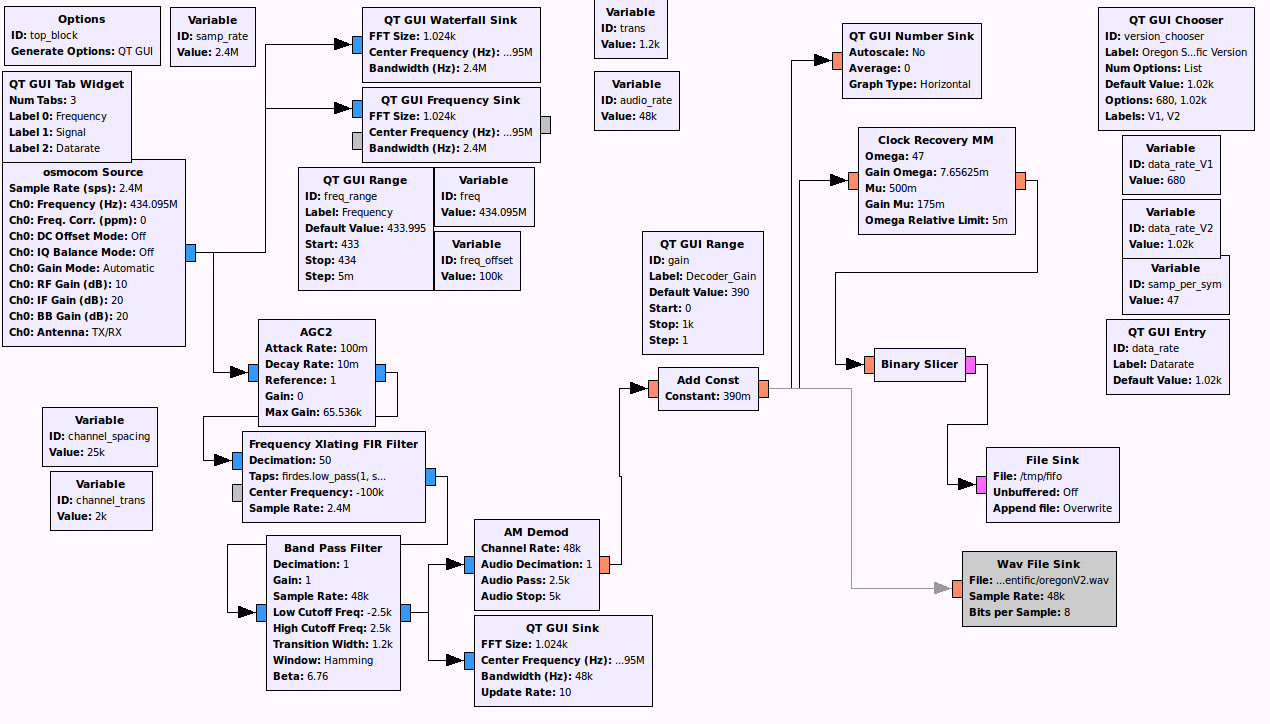 Options
ID: top_block
Generate Options: QT GUI
Variable
ID: samp_rate
Value: 2.4M
QT GUI Waterfall Sink
FFT Size: 1.024k
Center Frequency (Hz): ...95M
Bandwidth (Hz): 2.4M
Variable
ID: trans
Value: 1.2k
QT GUI Number Sink
Autoscale: No
Average: 0
Graph Type: Horizontal
QT GUI Chooser
ID: version_chooser
Label: Oregon S...fic Version
Num Options: List
Default Value: 1.02k
Options: 680, 1.02k
Labels: V1, V2
QT GUI Tab Widget
Num Tabs: 3
Label 0: Frequency
Label 1: Signal
Label 2: Datarate
QT GUI Frequency Sink
FFT Size: 1.024k
Center Frequency (Hz): ...95M
Bandwidth (Hz): 2.4M
Variable
ID: audio_rate
Value: 48k
Clock Recovery MM
Omega: 47
Gain Omega: 7.65625m
Mu: 500m
Gain Mu: 175m
Omega Relative Limit: 5m
Variable
ID: data_rate_V1
Value: 680
osmocom Source
Sample Rate (sps): 2.4M
Ch0: Frequency (Hz): 434.095M
Ch0: Freq. Corr. (ppm): 0
Ch0: DC Offset Mode: Off
Ch0: IQ Balance Mode: Off
Ch0: Gain Mode: Automatic
Ch0: RF Gain (dB): 10
Ch0: IF Gain (dB): 20
Ch0: BB Gain (dB): 20
Ch0: Antenna: TX/RX
QT GUI Range
ID: freq_range
Label: Frequency
Default Value: 433.995
Start: 433
Stop: 434
Step: 5m
Variable
ID: freq
Value: 434.095M
Variable
ID: freq_offset
Value: 100k
QT GUI Range
ID: gain
Label: Decoder_Gain
Default Value: 390
Start: 0
Stop: 1k
Step: 1
Variable
ID: data_rate_V2
Value: 1.02k
Variable
ID: samp_per_sym
Value: 47
QT GUI Entry
ID: data_rate
Label: Datarate
Default Value: 1.02k
AGC2
Attack Rate: 100m
Decay Rate: 10m
Reference: 1
Gain: 0
Max Gain: 65.536k
Add Const
Constant: 390m
Binary Slicer
Variable
ID: channel_spacing
Value: 25k
Variable
ID: channel_trans
Value: 2k
Frequency Xlating FIR Filter
Decimation: 50
Taps: firdes.low_pass(1, s...
Center Frequency: -100k
Sample Rate: 2.4M
File Sink
File: /tmp/fifo
Unbuffered: Off
Append file: Overwrite
Band Pass Filter
Decimation: 1
Gain: 1
Sample Rate: 48k
Low Cutoff Freq: -2.5k
High Cutoff Freq: 2.5k
Transition Width: 1.2k
Window: Hamming
Beta: 6.76
AM Demod
Channel Rate: 48k
Audio Decimation: 1
Audio Pass: 2.5k
Audio Stop: 5k
Wav File Sink
File: ...entific/oregonV2.wav
Sample Rate: 48k
Bits per Sample: 8
QT GUI Sink
FFT Size: 1.024k
Center Frequency (Hz): ...95M
Bandwidth (Hz): 48k
Update Rate: 10